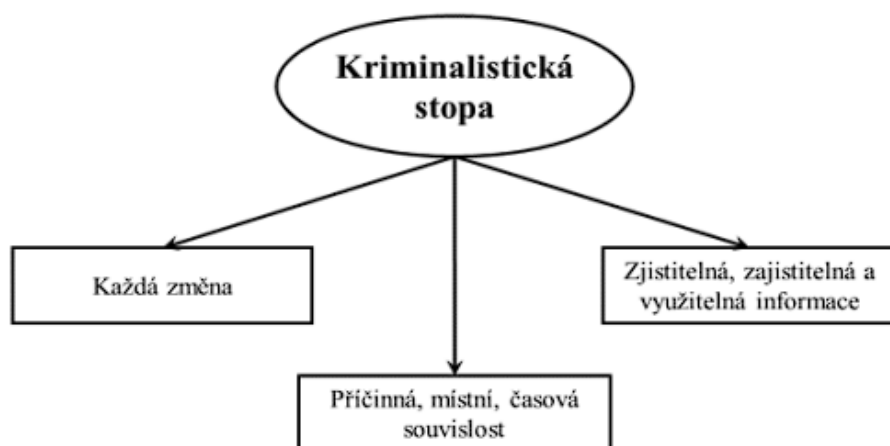 Kriminalistická
stopa
Každá změna
Zjistitelná, zajistitelná a
využitelná informace
Příčinná, místní, časová
souvislost